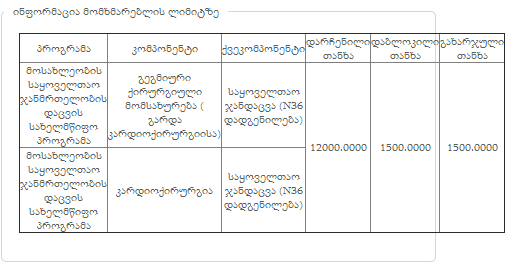 ინფორმაცია მომხმარებლის ლიმიტზე
პროგრამა კომპონენტი ქვეკომპონენტი დარჩენილი თანხა დაბლოკილი თანხა გახარჯული თანხა
მოსახლეობის
საყოველთაო
ჯანმრთელობის
დაცვის
სახელმწიფო
პროგრამა
გეგმიური
ქირურგიული
მომსახურება (
გარდა
კარდიოქირურგიისა)
საყოველთაო
ჯანდაცვა (N36
დადგენილება)
12000.0000 1500.0000 1500.0000
მოსახლეობის
საყოველთაო
ჯანმრთელობის
დაცვის
სახელმწიფო
პროგრამა
კარდიოქირურგია
საყოველთაო
ჯანდაცვა (N36
დადგენილება)